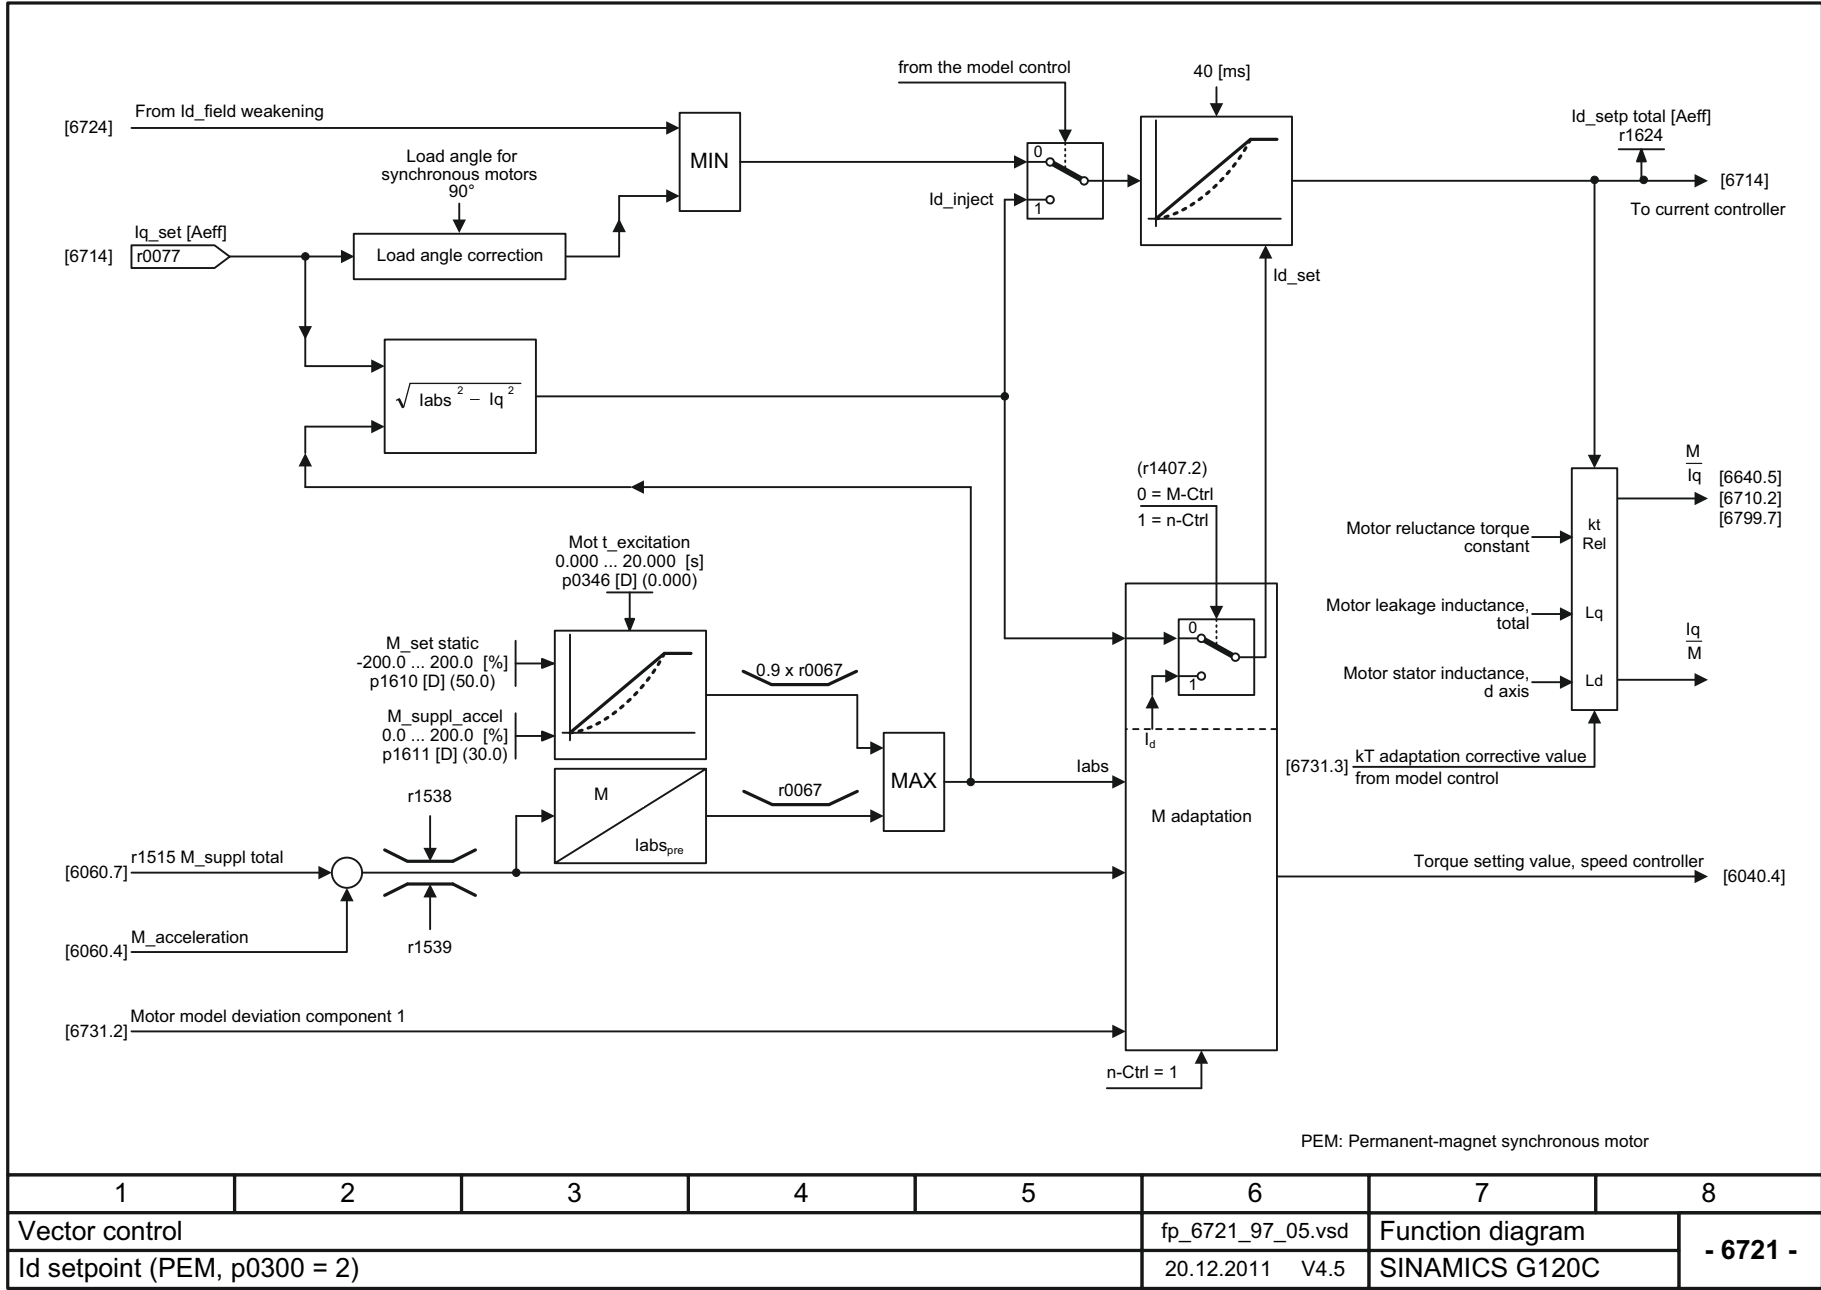 from the model control
40 [ms]
[6724]
From Id_field weakening
MIN
Load angle for
synchronous motors
90°
Id_setp total [Aeff]
r1624
[6714]
To current controller
0
1
Id_inject
Iq_set [Aeff]
[6714]
r0077
Load angle correction
Id_set
√ Iabs ² – Iq ²
(r1407.2)
0 = M-Ctrl
1 = n-Ctrl
M
Iq
[6640.5]
[6710.2]
[6799.7]
Motor reluctance torque
constant
kt
Rel
Mot t_excitation
0.000 ... 20.000 [s]
p0346 [D] (0.000)
Motor leakage inductance,
total
Lq
Iq
M
M_set static
-200.0 ... 200.0 [%]
p1610 [D] (50.0)
0.9 x r0067
0
1
Motor stator inductance,
d axis
Ld
M_suppl_accel
0.0 ... 200.0 [%]
p1611 [D] (30.0)
Id
[6731.3]
kT adaptation corrective value
from model control
Iabs
MAX
M
Iabspre
r0067
M adaptation
r1538
[6060.7]
r1515 M_suppl total
Torque setting value, speed controller
[6040.4]
[6060.4]
M_acceleration
r1539
[6731.2]
Motor model deviation component 1
n-Ctrl = 1
PEM: Permanent-magnet synchronous motor
1 2 3 4 5 6 7 8
Vector control
fp_6721_97_05.vsd
Function diagram
- 6721 -
Id setpoint (PEM, p0300 = 2)
20.12.2011 V4.5
SINAMICS G120C